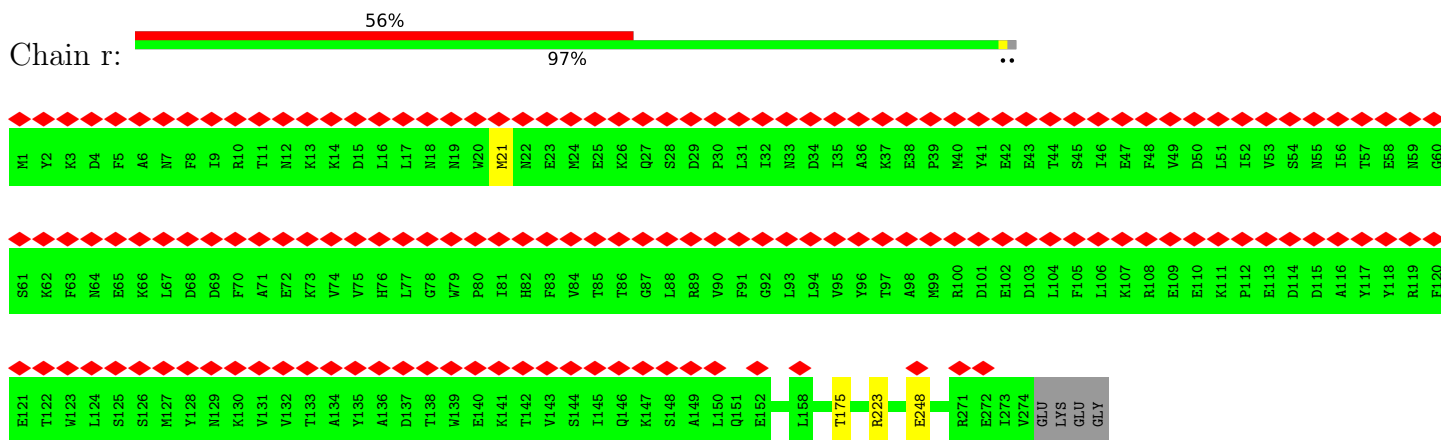 56%
Chain r:
97%
••
M1 Y2 K3 D4 F5 A6 N7 F8 I9 R10 T11 N12 K13 K14 D15 L16 L17 N18 N19 W20 M21 N22 E23 M24 E25 K26 Q27 S28 D29 P30 L31 I32 N33 D34 I35 A36 K37 E38 P39 M40 Y41 E42 E43 T44 S45 I46 E47 F48 V49 D50 L51 I52 V53 S54 N55 I56 T57 E58 N59 G60
S61 K62 F63 N64 E65 K66 L67 D68 D69 F70 A71 E72 K73 V74 V75 H76 L77 G78 W79 P80 I81 H82 F83 V84 T85 T86 G87 L88 R89 V90 F91 G92 L93 L94 V95 Y96 T97 A98 M99 R100 D101 E102 D103 L104 F105 L106 K107 R108 E109 E110 K111 P112 E113 D114 D115 A116 Y117 Y118 R119 F120
E121 T122 W123 L124 S125 S126 M127 Y128 N129 K130 V131 V132 T133 A134 Y135 A136 D137 T138 W139 E140 K141 T142 V143 S144 I145 Q146 K147 S148 A149 L150 Q151 E152 L158 T175 R223 E248 R271 E272 I273 V274 GLU LYS GLU GLY